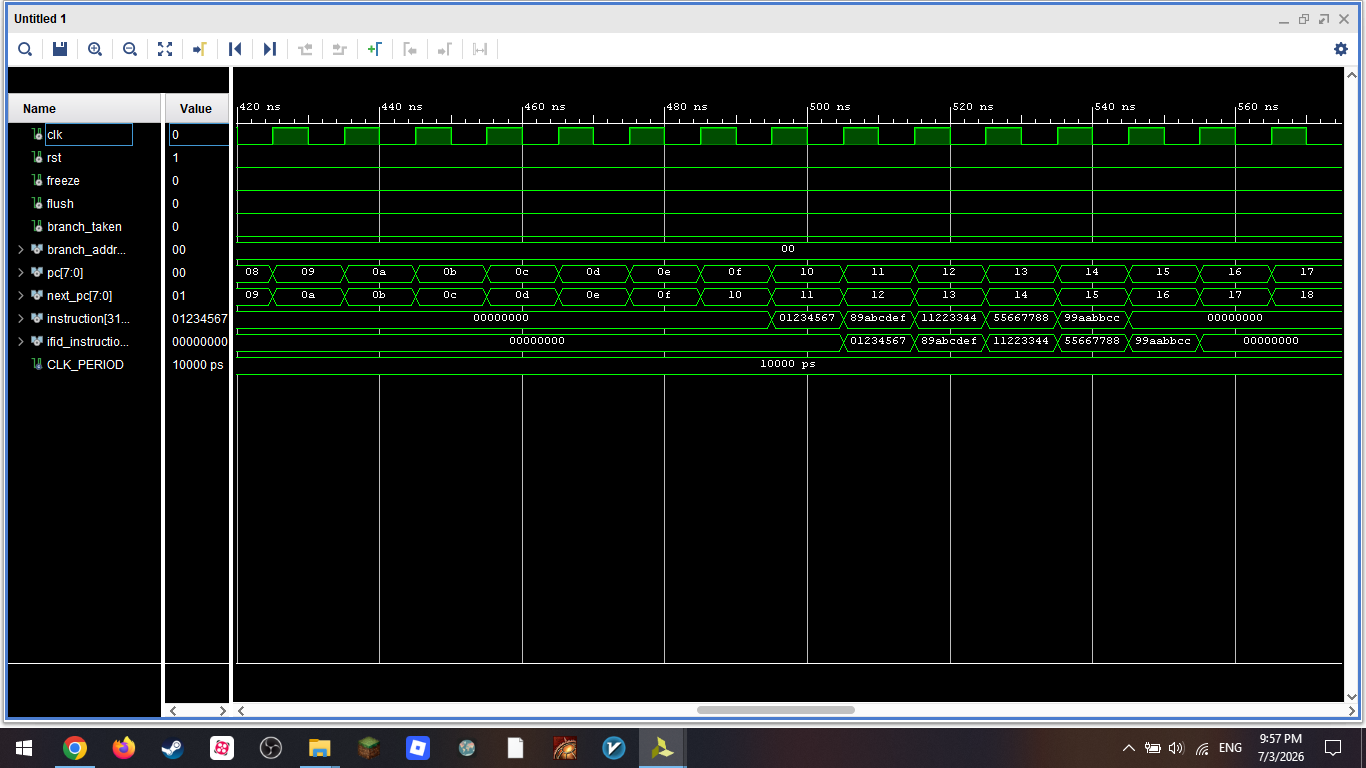 Untitled 1
Name Value
420 ns 440 ns 460 ns 480 ns 500 ns 520 ns 540 ns 560 ns
clk 0
rst 1
freeze 0
flush 0
branch_taken 0
branch_addr... 00 00
pc[7:0] 00 08 09 0a 0b 0c 0d 0e 0f 10 11 12 13 14 15 16 17
next_pc[7:0] 01 09 0a 0b 0c 0d 0e 0f 10 11 12 13 14 15 16 17 18
instruction[31... 01234567 00000000 01234567 89abcdef 11223344 55667788 99aabbcc 00000000
ifid_instructio... 00000000 00000000 01234567 89abcdef 11223344 55667788 99aabbcc 00000000
CLK_PERIOD 10000 ps 10000 ps
ENG
9:57 PM
7/3/2026